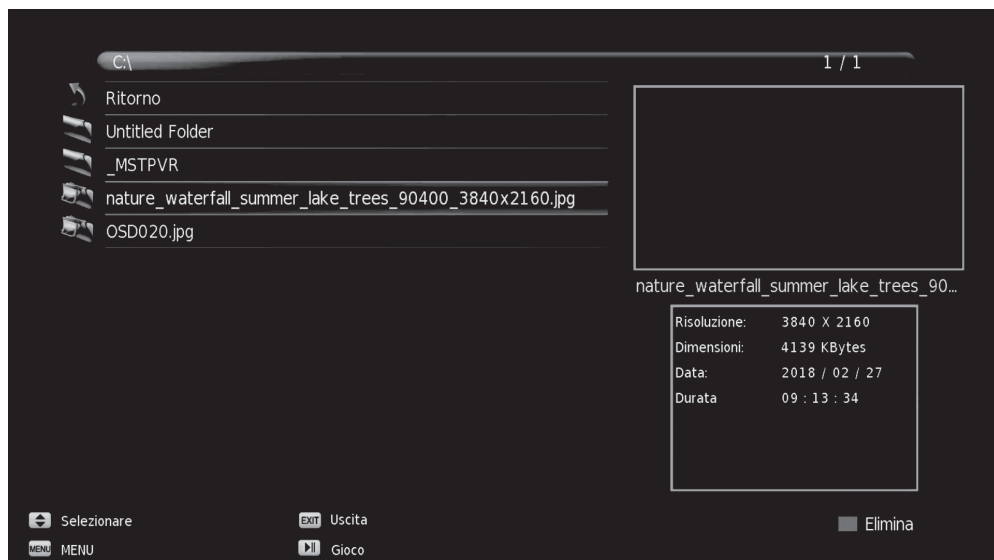 C:\ 1 / 1
Ritorno
Untitled Folder
_MSTPVR
nature_waterfall_summer_lake_trees_90400_3840x2160.jpg
OSD020.jpg
nature_waterfall_summer_lake_trees_90...
Risoluzione: 3840 X 2160
Dimensioni: 4139 KBytes
Data: 2018 / 02 / 27
Durata 09 : 13 : 34
Selezionare
EXIT Uscita
Elimina
MENU MENU
Gioco